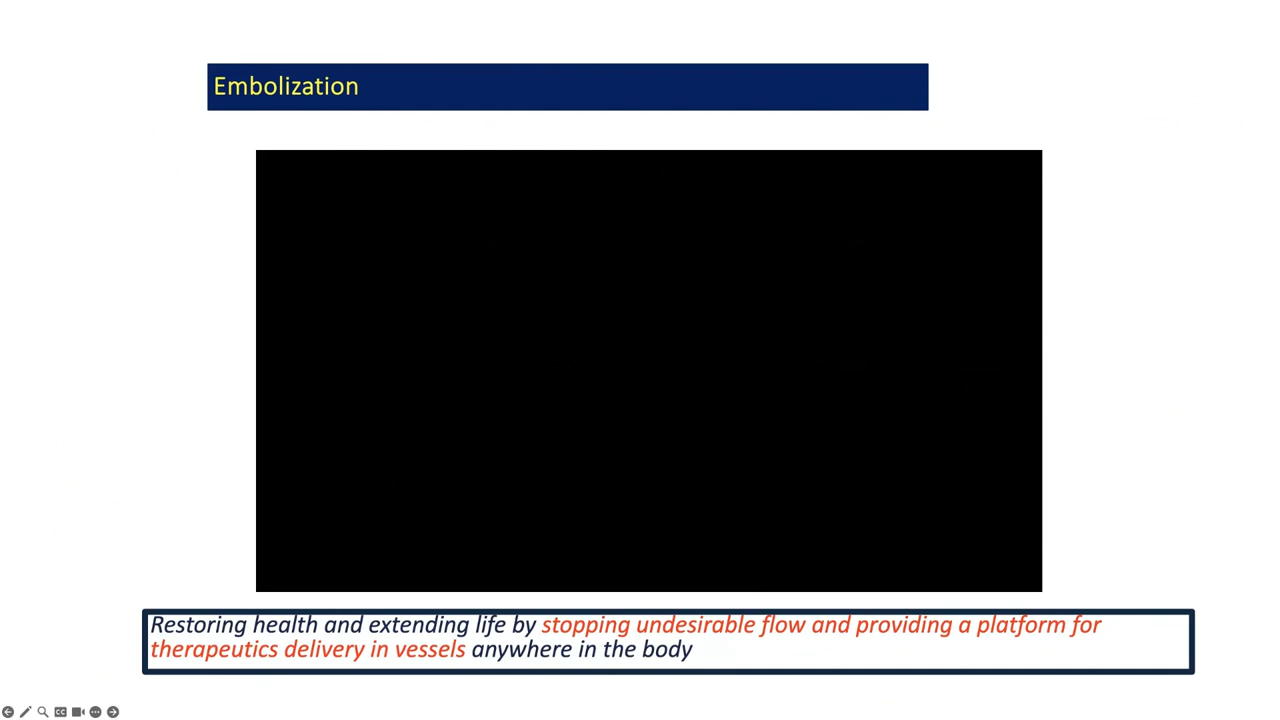 Embolization
Restoring health and extending life by stopping undesirable flow and providing a platform for
therapeutics delivery in vessels anywhere in the body